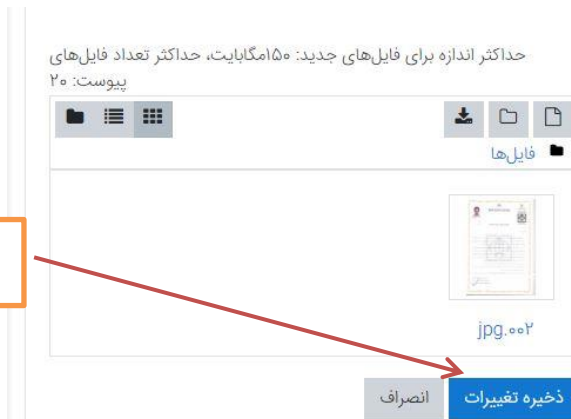 حداکثر اندازه برای فایل‌های جدید: ۱۵۰مگابایت، حداکثر تعداد فایل‌های
پیوست: ۲۰
فایل‌ها
jpg.۰۰۲
ذخیره تغییرات
انصراف